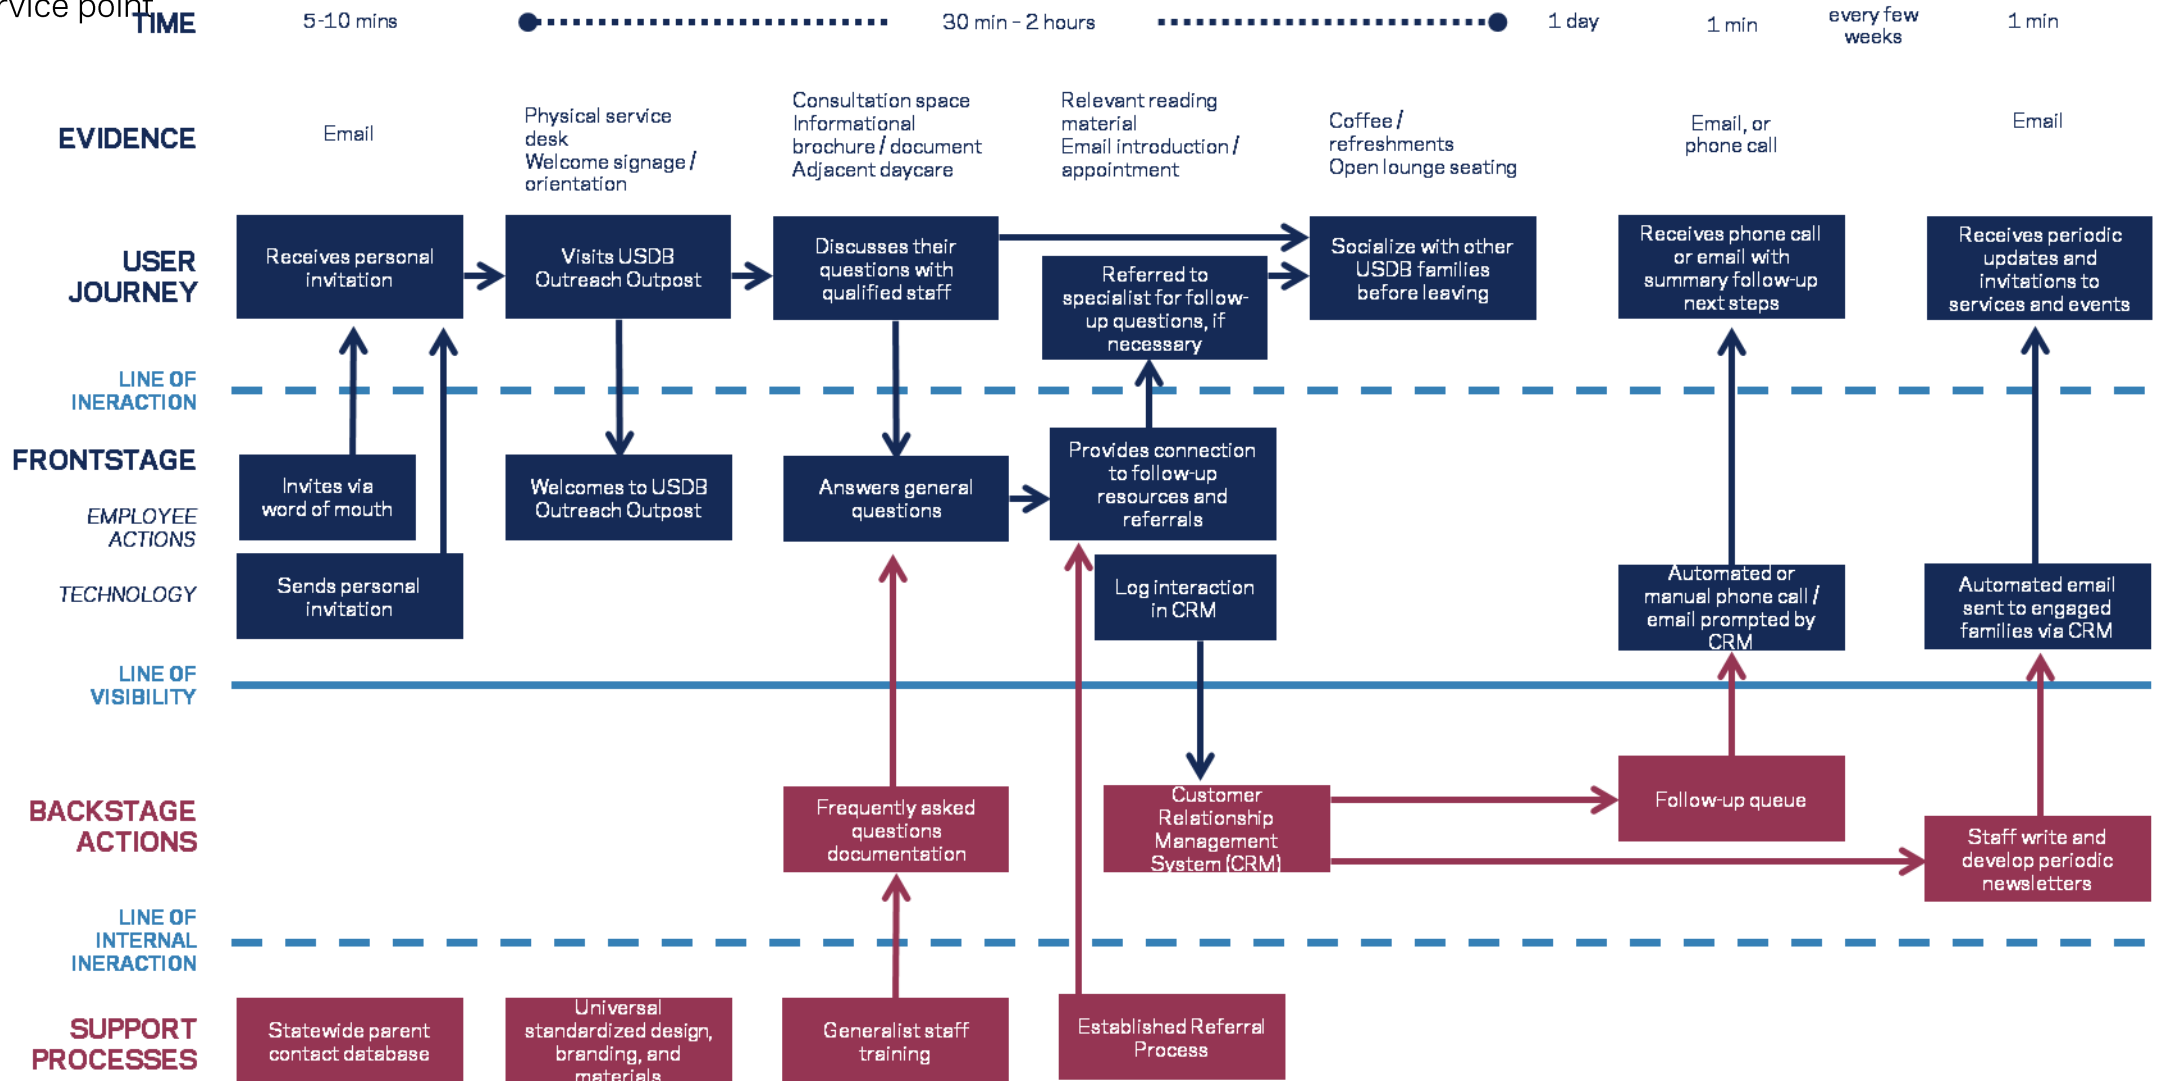 rvice point
TIME
5-10 mins
30 min - 2 hours
1 day
1 min
every few
weeks
1 min
EVIDENCE
Email
Physical service
desk
Welcome signage /
orientation
Consultation space
Informational
brochure / document
Adjacent daycare
Relevant reading
material
Email introduction /
appointment
Coffee /
refreshments
Open lounge seating
Email, or
phone call
Email
USER
JOURNEY
Receives personal
invitation
Visits USDB
Outreach Outpost
Discusses their
questions with
qualified staff
Referred to
specialist for follow-
up questions, if
necessary
Socialize with other
USDB families
before leaving
Receives phone call
or email with
summary follow-up
next steps
Receives periodic
updates and
invitations to
services and events
LINE OF
INERACTION
FRONTSTAGE
EMPLOYEE
ACTIONS
Invites via
word of mouth
Welcomes to USDB
Outreach Outpost
Answers general
questions
Provides connection
to follow-up
resources and
referrals
TECHNOLOGY
Sends personal
invitation
Log interaction
in CRM
Automated or
manual phone call /
email prompted by
CRM
Automated email
sent to engaged
families via CRM
LINE OF
VISIBILITY
BACKSTAGE
ACTIONS
Frequently asked
questions
documentation
Customer
Relationship
Management
System (CRM)
Follow-up queue
Staff write and
develop periodic
newsletters
LINE OF
INTERNAL
INERACTION
SUPPORT
PROCESSES
Statewide parent
contact database
Universal
standardized design,
branding, and
materials
Generalist staff
training
Established Referral
Process